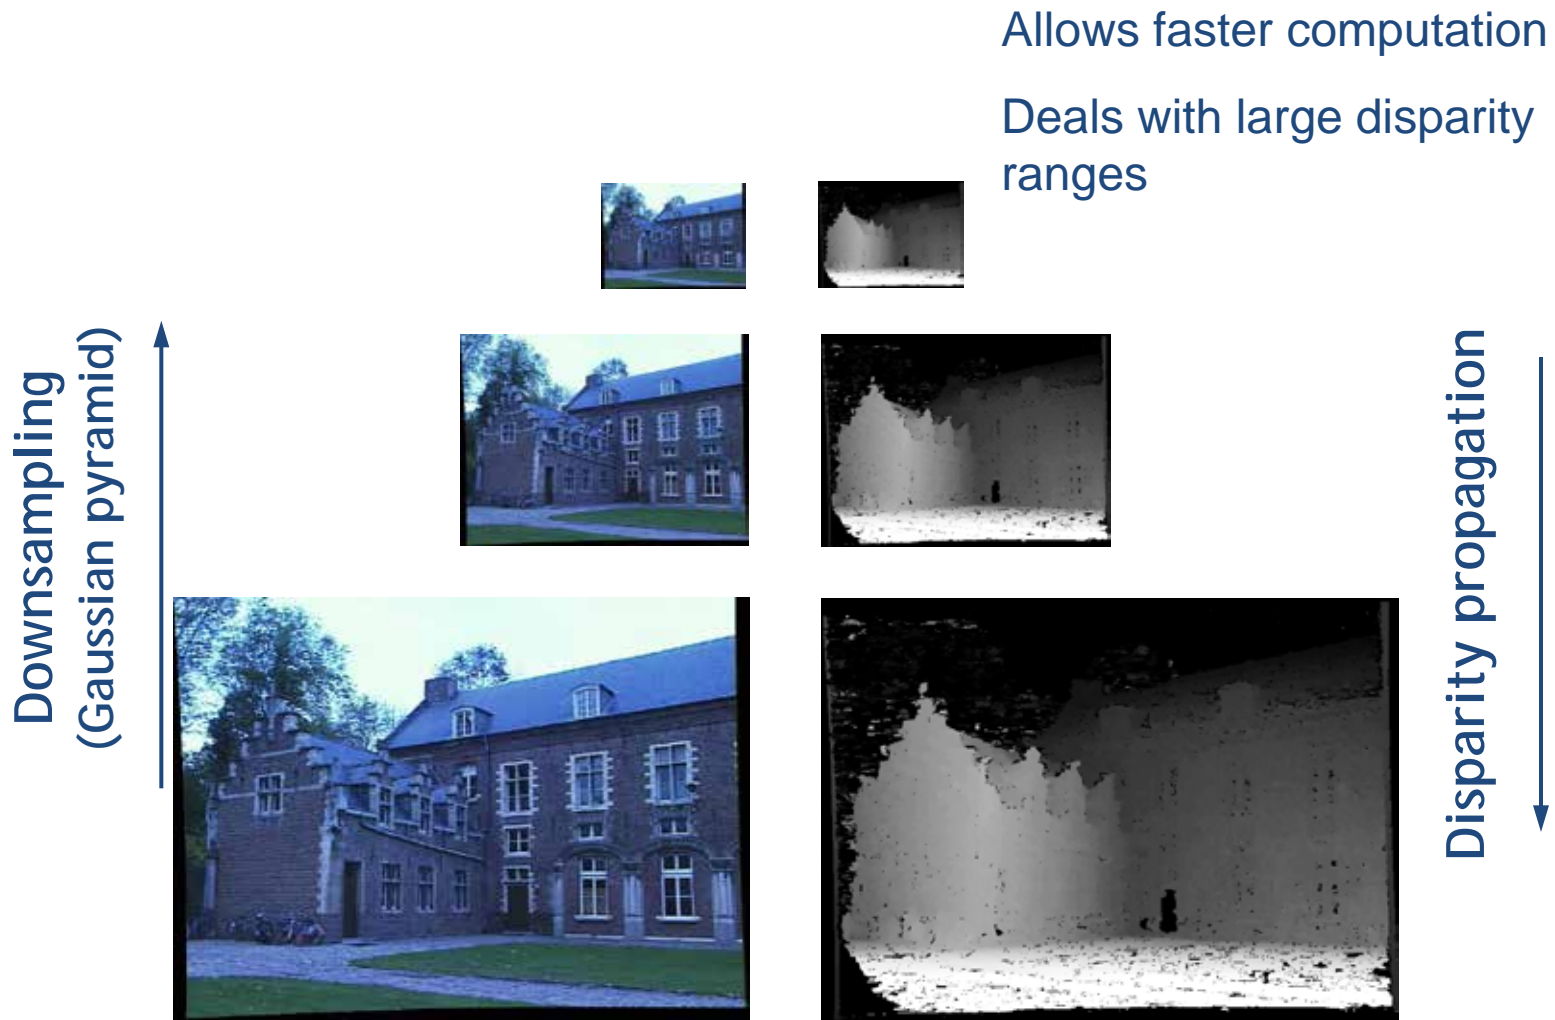 Allows faster computation
Deals with large disparity
ranges
Downsampling
(Gaussian pyramid)
Disparity propagation